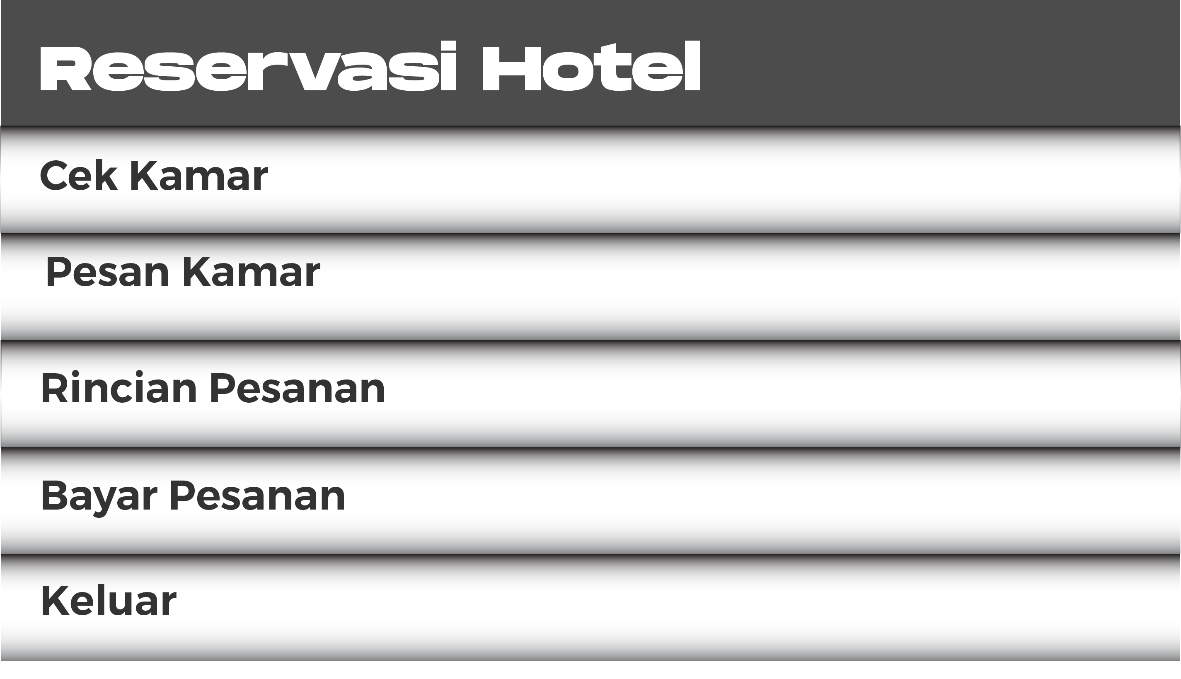 Reservasi Hotel
Cek Kamar
Pesan Kamar
Rincian Pesanan
Bayar Pesanan
Keluar